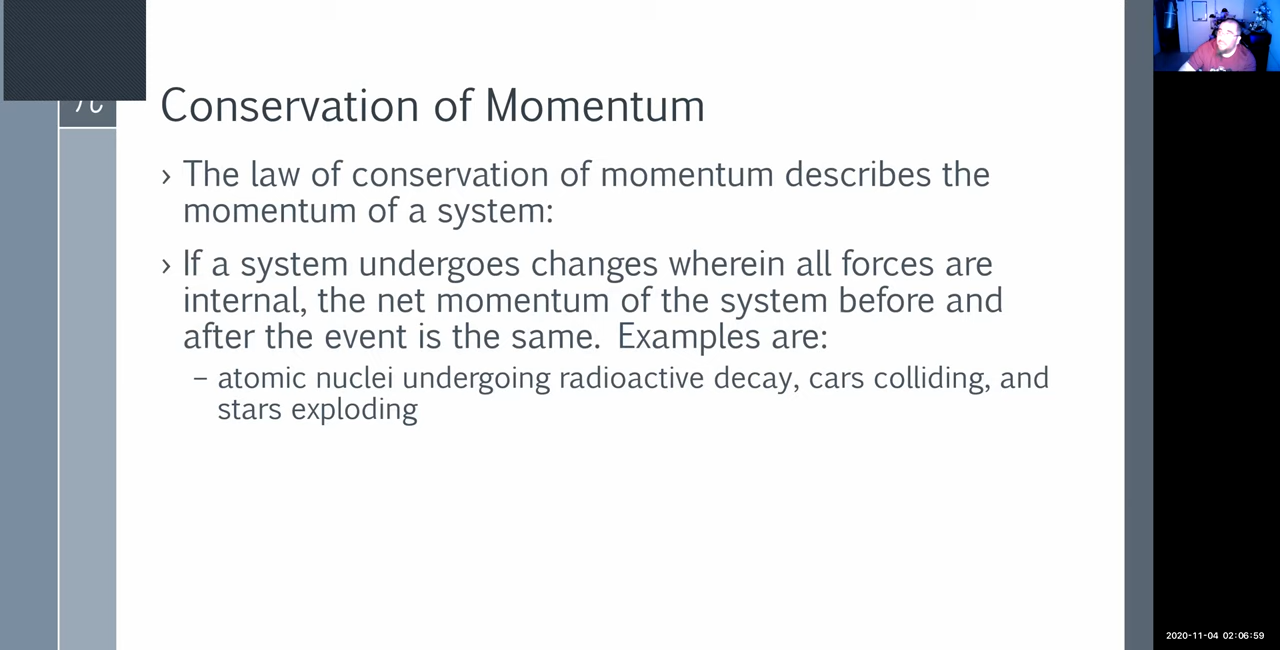 Conservation of Momentum
› The law of conservation of momentum describes the
momentum of a system:
› If a system undergoes changes wherein all forces are
internal, the net momentum of the system before and
after the event is the same. Examples are:
– atomic nuclei undergoing radioactive decay, cars colliding, and
stars exploding
2020-11-04 02:06:59